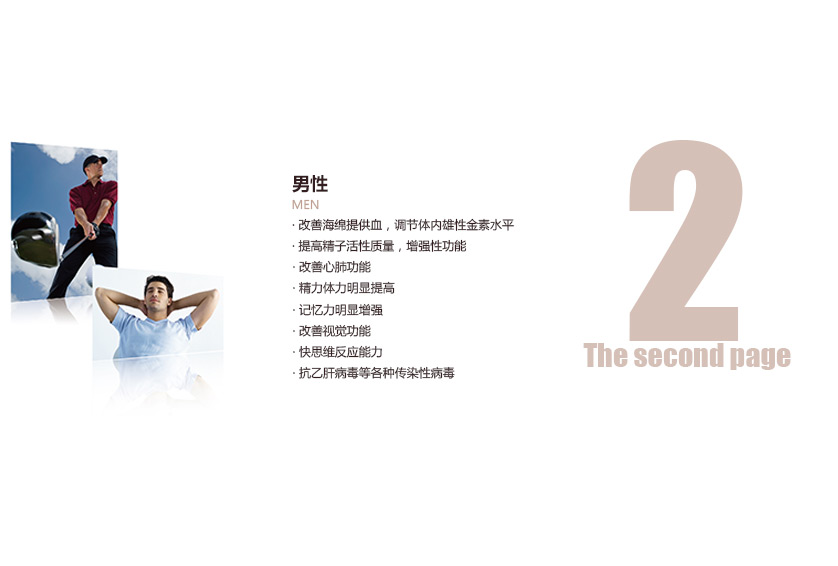 男性
MEN
· 改善海绵提供血，调节体内雄性金素水平
· 提高精子活性质量，增强性功能
· 改善心肺功能
· 精力体力明显提高
· 记忆力明显增强
· 改善视觉功能
· 快思维反应能力
· 抗乙肝病毒等各种传染性病毒
2
The second page